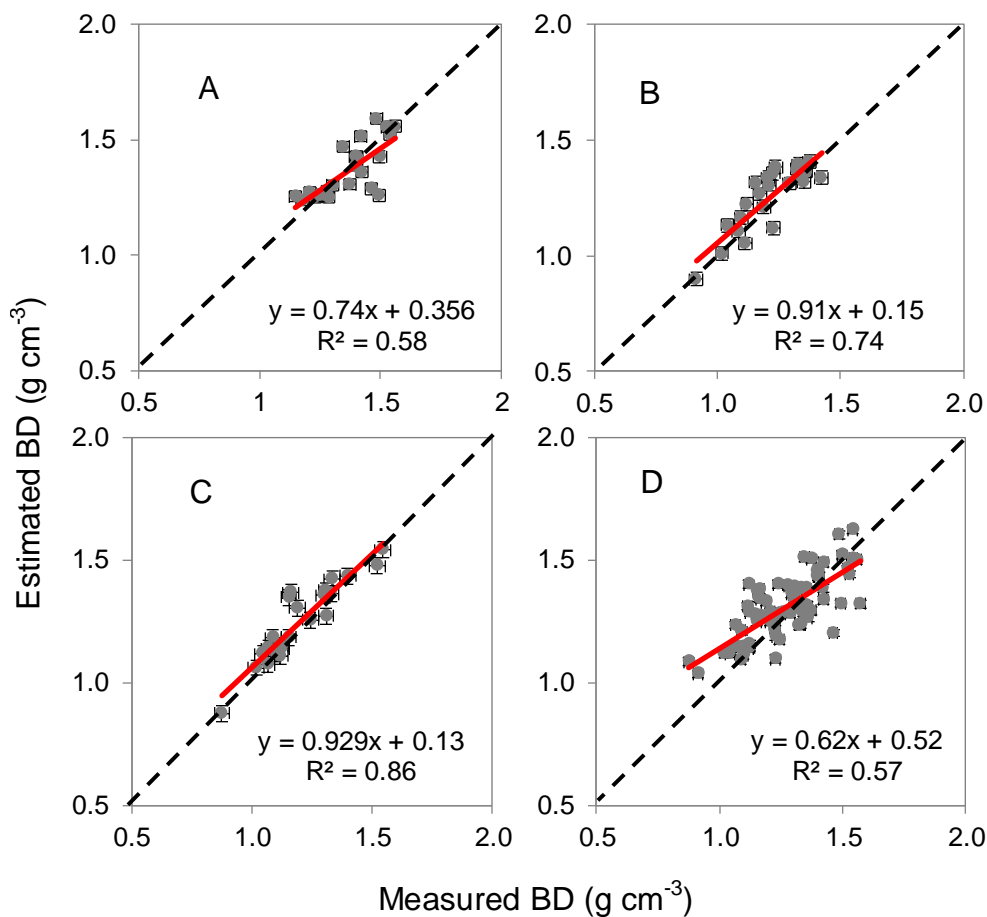 Estimated BD (g cm⁻³)
2.0
1.5
1.0
0.5
A
y = 0.74x + 0.356
R² = 0.58
0.5
1
1.5
2
2.0
1.5
1.0
0.5
B
y = 0.91x + 0.15
R² = 0.74
0.5
1.0
1.5
2.0
2.0
1.5
1.0
0.5
C
y = 0.929x + 0.13
R² = 0.86
0.5
1.0
1.5
2.0
2.0
1.5
1.0
0.5
D
y = 0.62x + 0.52
R² = 0.57
0.5
1.0
1.5
2.0
Measured BD (g cm⁻³)